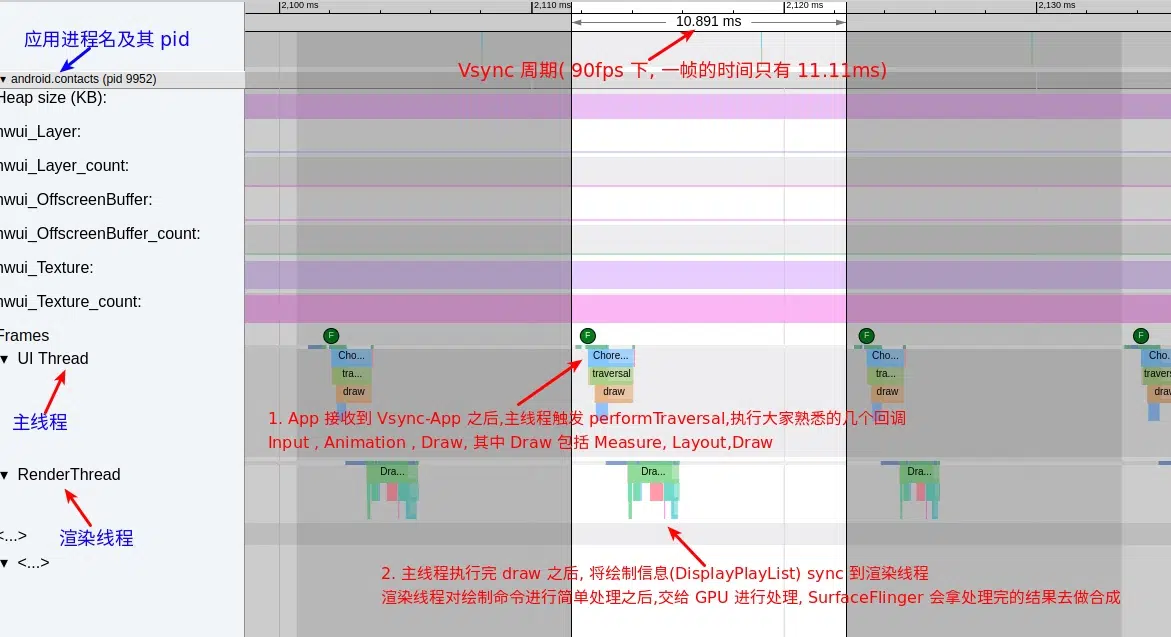 2,100 ms
2,110 ms
2,120 ms
2,130 ms
10.891 ms
应用进程名及其 pid
Vsync 周期( 90fps 下, 一帧的时间只有 11.11ms)
▾ android.contacts (pid 9952)
Heap size (KB):
hwui_Layer:
hwui_Layer_count:
hwui_OffscreenBuffer:
hwui_OffscreenBuffer_count:
hwui_Texture:
hwui_Texture_count:
Frames
F F F F
▾ UI Thread
Cho... Chore... Cho... Cho.
tra... traversal tra... travers
draw draw draw draw
主线程
1. App 接收到 Vsync-App 之后,主线程触发 performTraversal,执行大家熟悉的几个回调
Input , Animation , Draw, 其中 Draw 包括 Measure, Layout,Draw
▾ RenderThread
Dra... Dra... Dra...
渲染线程
<...>
▾ <...>
2. 主线程执行完 draw 之后, 将绘制信息(DisplayPlayList) sync 到渲染线程
渲染线程对绘制命令进行简单处理之后,交给 GPU 进行处理, SurfaceFlinger 会拿处理完的结果去做合成